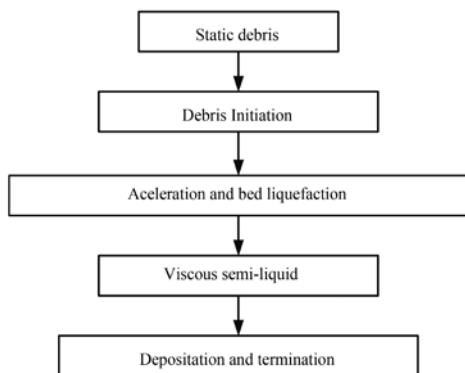 Static debris
Debris Initiation
Aceleration and bed liquefaction
Viscous semi-liquid
Depositation and termination